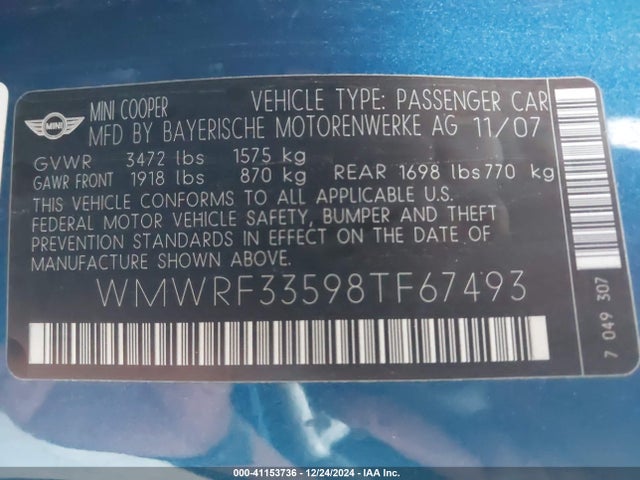 MINI
MINI COOPER VEHICLE TYPE: PASSENGER CAR
MFD BY BAYERISCHE MOTORENWERKE AG 11/07
GVWR 3472 lbs 1575 kg
GAWR FRONT 1918 lbs 870 kg REAR 1698 lbs 770 kg
THIS VEHICLE CONFORMS TO ALL APPLICABLE U.S.
FEDERAL MOTOR VEHICLE SAFETY, BUMPER AND THEFT
PREVENTION STANDARDS IN EFFECT ON THE DATE OF
MANUFACTURE SHOWN ABOVE.
WMWRF33598TF67493
7 049 307
000-41153736 - 12/24/2024 - IAA Inc.